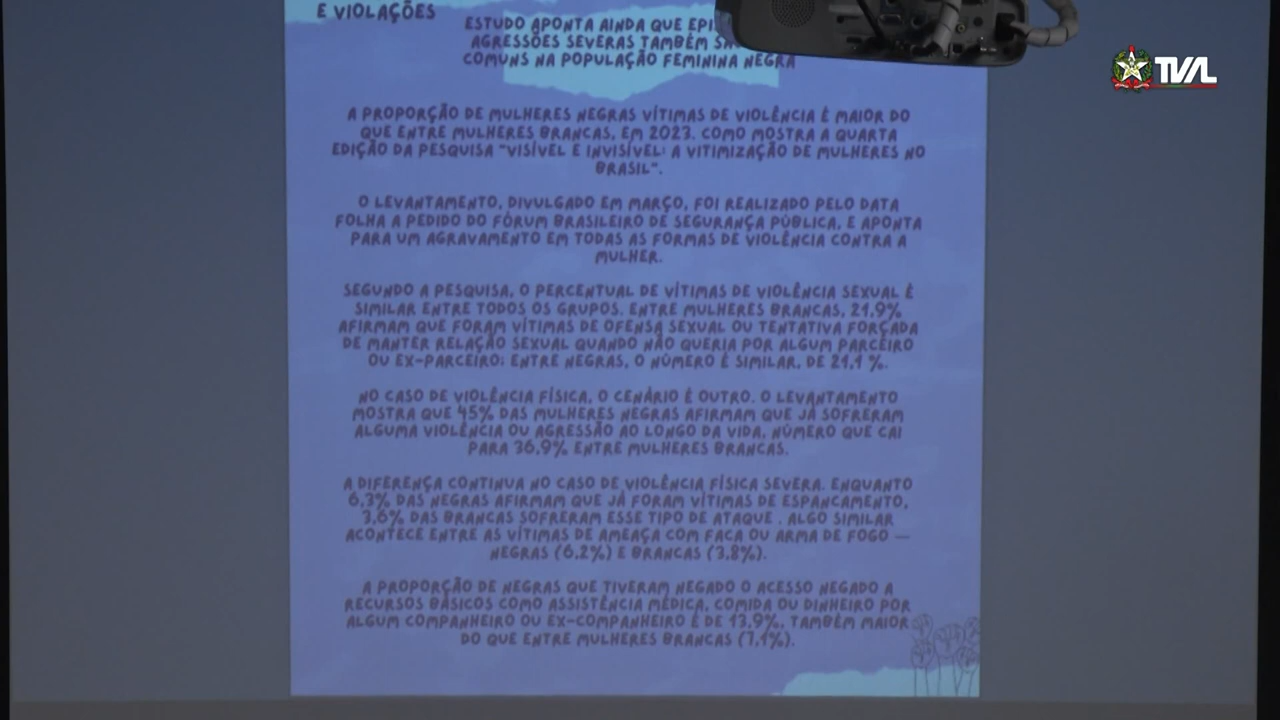 E VIOLAÇÕES
ESTUDO APONTA AINDA QUE
AGRESSÕES SEVERAS TAMBÉM
COMUNS NA POPULAÇÃO FEMININA NEGRA
TVAL
A PROPORÇÃO DE MULHERES NEGRAS VÍTIMAS DE VIOLÊNCIA É MAIOR DO
QUE ENTRE MULHERES BRANCAS, EM 2023. COMO MOSTRA A QUARTA
EDIÇÃO DA PESQUISA "VISÍVEL E INVISÍVEL: A VITIMIZAÇÃO DE MULHERES NO
BRASIL".
O LEVANTAMENTO, DIVULGADO EM MARÇO, FOI REALIZADO PELO DATA
FOLHA A PEDIDO DO FÓRUM BRASILEIRO DE SEGURANÇA PÚBLICA, E APONTA
PARA UM AGRAVAMENTO EM TODAS AS FORMAS DE VIOLÊNCIA CONTRA A
MULHER.
SEGUNDO A PESQUISA, O PERCENTUAL DE VÍTIMAS DE VIOLÊNCIA SEXUAL É
SIMILAR ENTRE TODOS OS GRUPOS. ENTRE MULHERES BRANCAS, 21,9%
AFIRMAM QUE FORAM VÍTIMAS DE OFENSA SEXUAL OU TENTATIVA FORÇADA
DE MANTER RELAÇÃO SEXUAL QUANDO NÃO QUERIA POR ALGUM PARCEIRO
OU EX-PARCEIRO; ENTRE NEGRAS, O NÚMERO É SIMILAR, DE 21,1 %.
NO CASO DE VIOLÊNCIA FÍSICA, O CENÁRIO É OUTRO. O LEVANTAMENTO
MOSTRA QUE 45% DAS MULHERES NEGRAS AFIRMAM QUE JÁ SOFRERAM
ALGUMA VIOLÊNCIA OU AGRESSÃO AO LONGO DA VIDA, NÚMERO QUE CAI
PARA 36,9% ENTRE MULHERES BRANCAS.
A DIFERENÇA CONTINUA NO CASO DE VIOLÊNCIA FÍSICA SEVERA. ENQUANTO
6,3% DAS NEGRAS AFIRMAM QUE JÁ FORAM VÍTIMAS DE ESPANCAMENTO,
3,6% DAS BRANCAS SOFRERAM ESSE TIPO DE ATAQUE . ALGO SIMILAR
ACONTECE ENTRE AS VÍTIMAS DE AMEAÇA COM FACA OU ARMA DE FOGO —
NEGRAS (6,2%) E BRANCAS (3,8%).
A PROPORÇÃO DE NEGRAS QUE TIVERAM NEGADO O ACESSO NEGADO A
RECURSOS BÁSICOS COMO ASSISTÊNCIA MÉDICA, COMIDA OU DINHEIRO POR
ALGUM COMPANHEIRO OU EX-COMPANHEIRO É DE 13,9%, TAMBÉM MAIOR
DO QUE ENTRE MULHERES BRANCAS (7,1%).